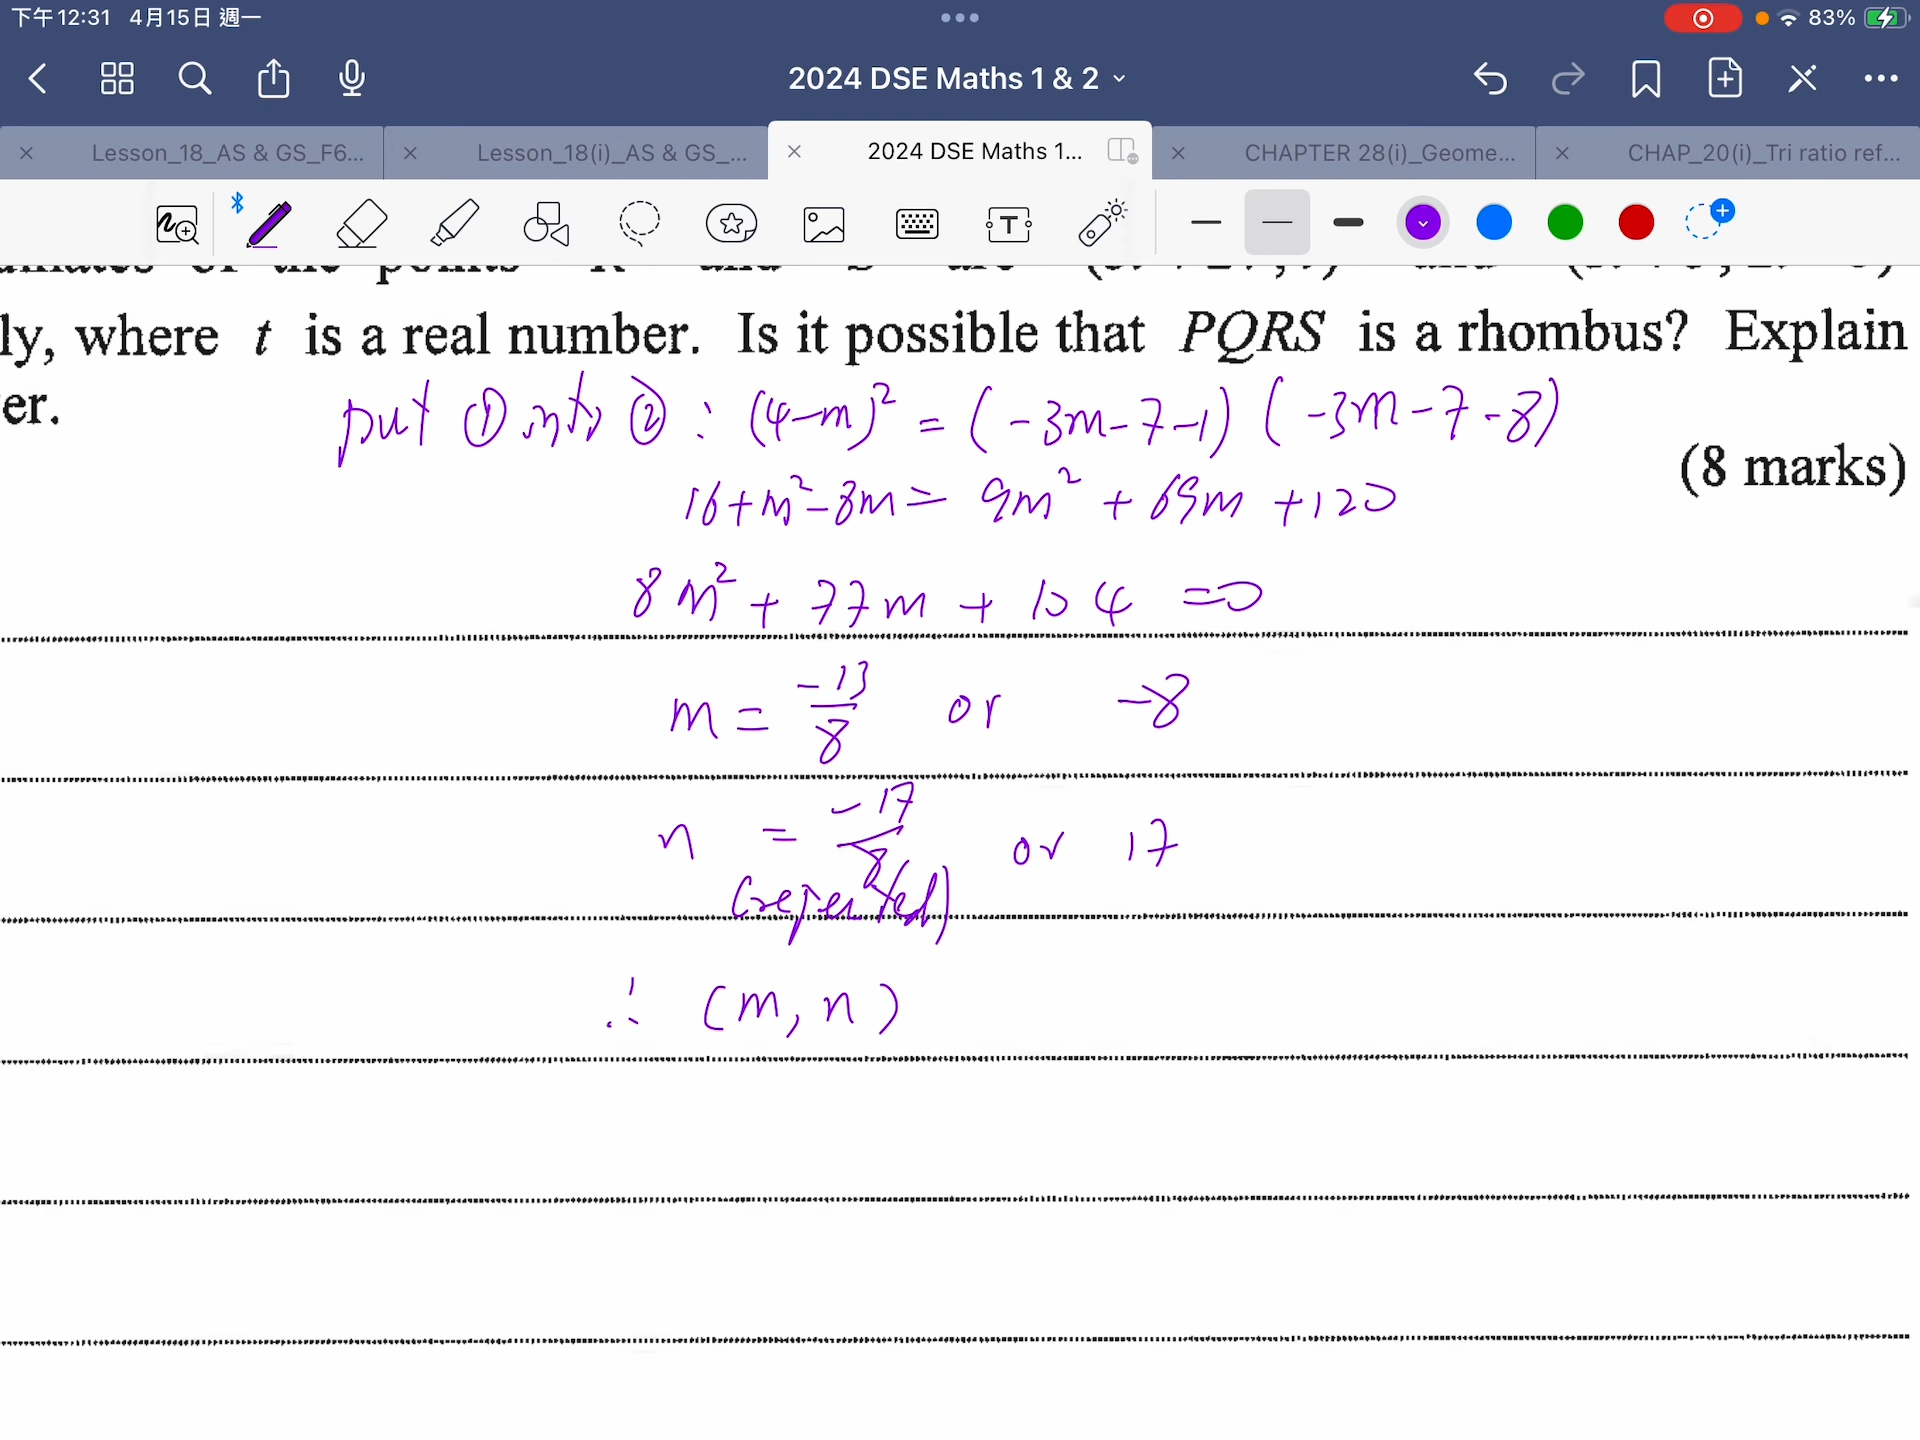 下午12:31 4月15日 週一
83%
2024 DSE Maths 1 & 2
Lesson_18_AS & GS_F6...
Lesson_18(i)_AS & GS_...
2024 DSE Maths 1...
CHAPTER 28(i)_Geome...
CHAP_20(i)_Tri ratio ref...
ly, where t is a real number. Is it possible that PQRS is a rhombus? Explain
er.
put ① into ② : (4-m)² = (-3m-7-1)(-3m-7-8)
(8 marks)
16+m²-8m = 9m² + 69m + 120
8m² + 77m + 104 = 0
m = -13/8 or -8
n = -17/8 or 17
(rejected)
∴ (m, n)